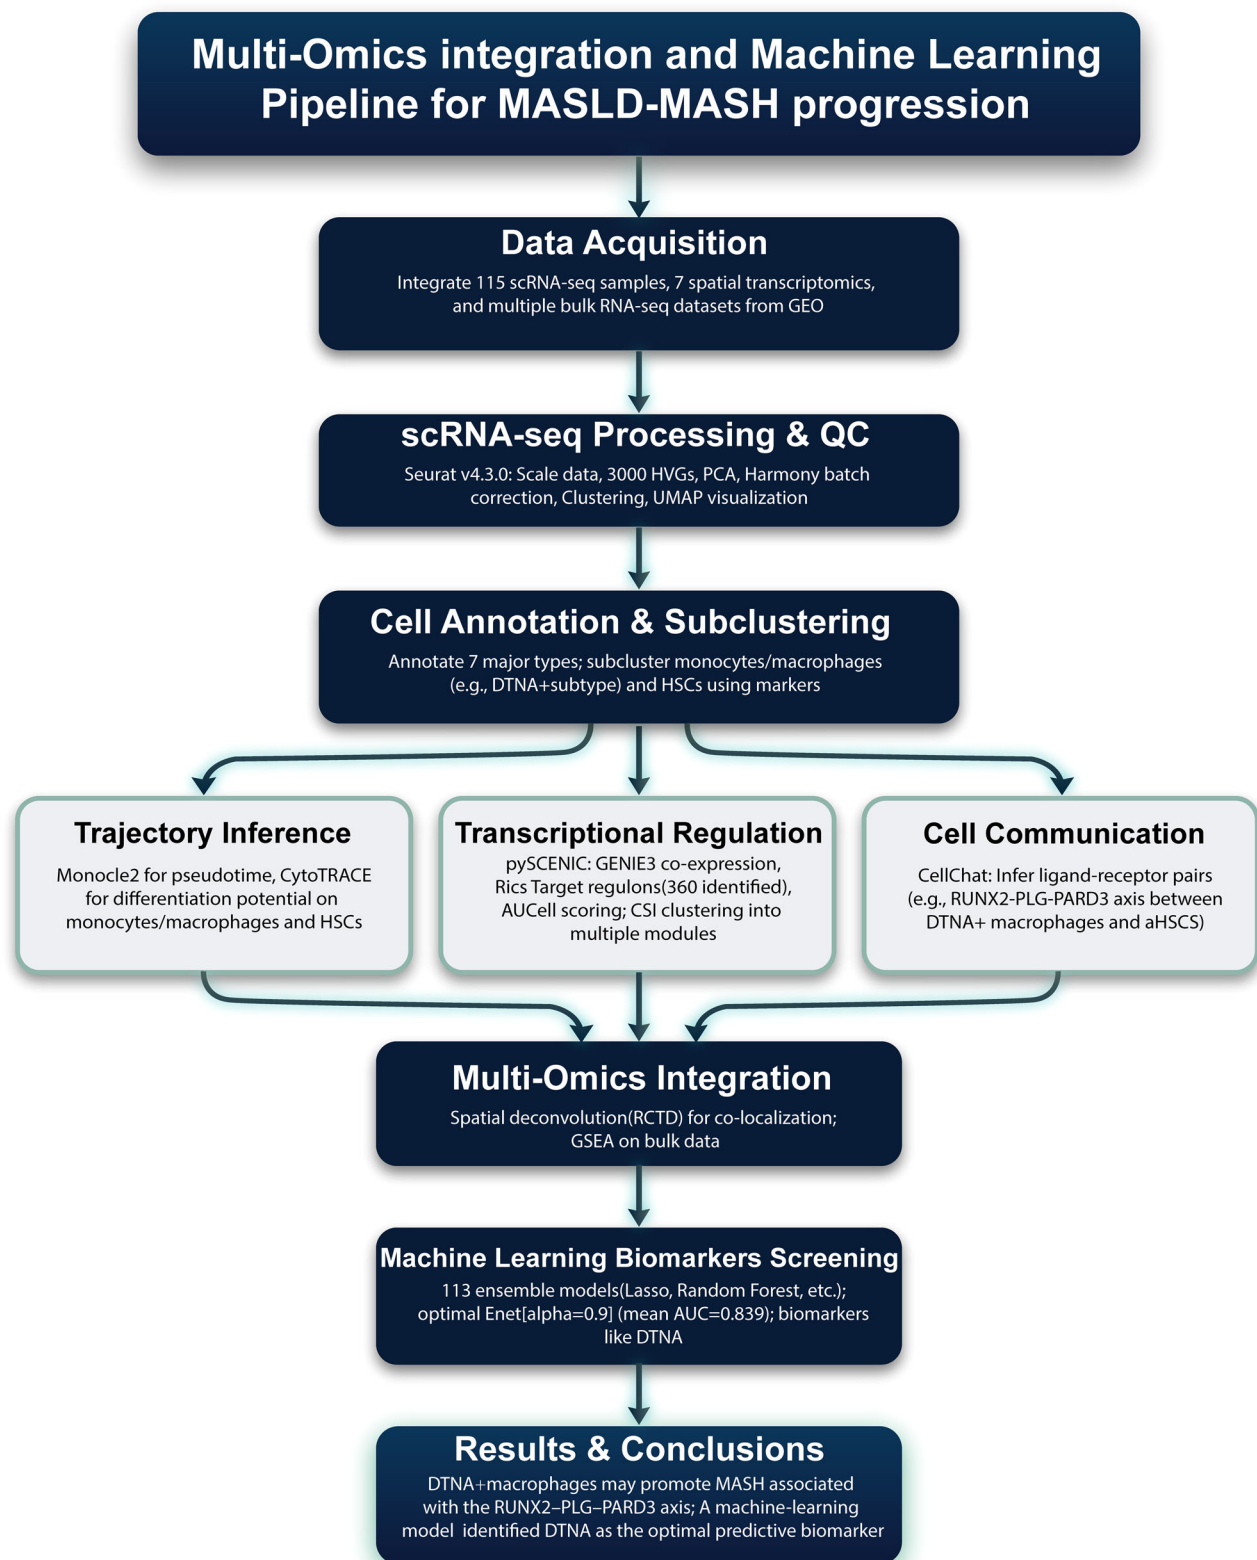 Multi-Omics integration and Machine Learning
Pipeline for MASLD-MASH progression
Data Acquisition
Integrate 115 scRNA-seq samples, 7 spatial transcriptomics,
and multiple bulk RNA-seq datasets from GEO
scRNA-seq Processing & QC
Seurat v4.3.0: Scale data, 3000 HVGs, PCA, Harmony batch
correction, Clustering, UMAP visualization
Cell Annotation & Subclustering
Annotate 7 major types; subcluster monocytes/macrophages
(e.g., DTNA+subtype) and HSCs using markers
Trajectory Inference
Monocle2 for pseudotime, CytoTRACE
for differentiation potential on
monocytes/macrophages and HSCs
Transcriptional Regulation
pySCENIC: GENIE3 co-expression,
Rics Target regulons(360 identified),
AUCell scoring; CSI clustering into
multiple modules
Cell Communication
CellChat: Infer ligand-receptor pairs
(e.g., RUNX2-PLG-PARD3 axis between
DTNA+ macrophages and aHSCS)
Multi-Omics Integration
Spatial deconvolution(RCTD) for co-localization;
GSEA on bulk data
Machine Learning Biomarkers Screening
113 ensemble models(Lasso, Random Forest, etc.);
optimal Enet[alpha=0.9] (mean AUC=0.839); biomarkers
like DTNA
Results & Conclusions
DTNA+macrophages may promote MASH associated
with the RUNX2–PLG–PARD3 axis; A machine-learning
model identified DTNA as the optimal predictive biomarker